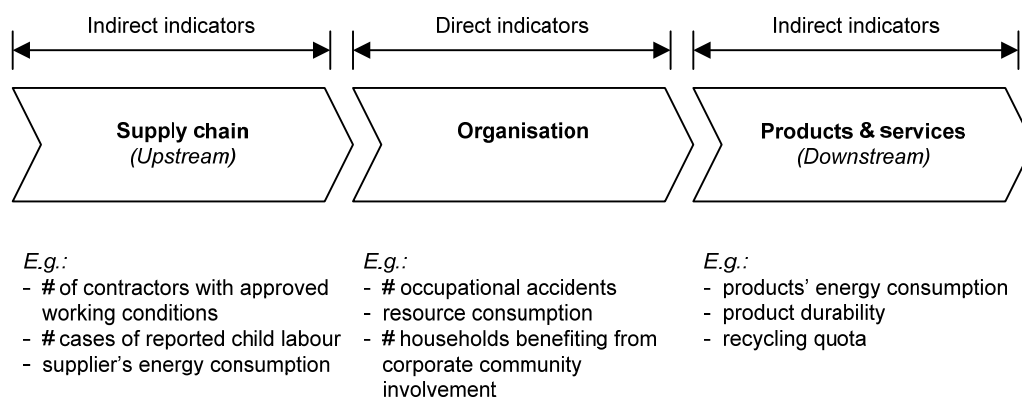 Indirect indicators
Direct indicators
Indirect indicators
Supply chain
(Upstream)
Organisation
Products & services
(Downstream)
E.g.:
- # of contractors with approved
working conditions
- # cases of reported child labour
- supplier's energy consumption
E.g.:
- # occupational accidents
- resource consumption
- # households benefiting from
corporate community
involvement
E.g.:
- products' energy consumption
- product durability
- recycling quota